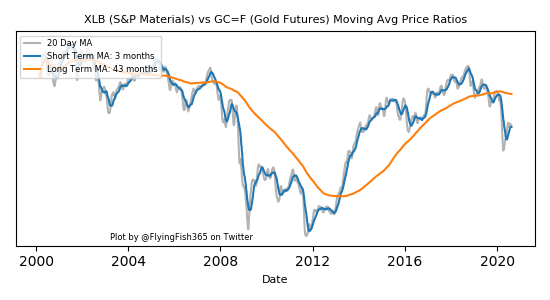 XLB (S&P Materials) vs GC=F (Gold Futures) Moving Avg Price Ratios
20 Day MA
Short Term MA: 3 months
Long Term MA: 43 months
Plot by @FlyingFish365 on Twitter
2000 2004 2008 2012 2016 2020
Date